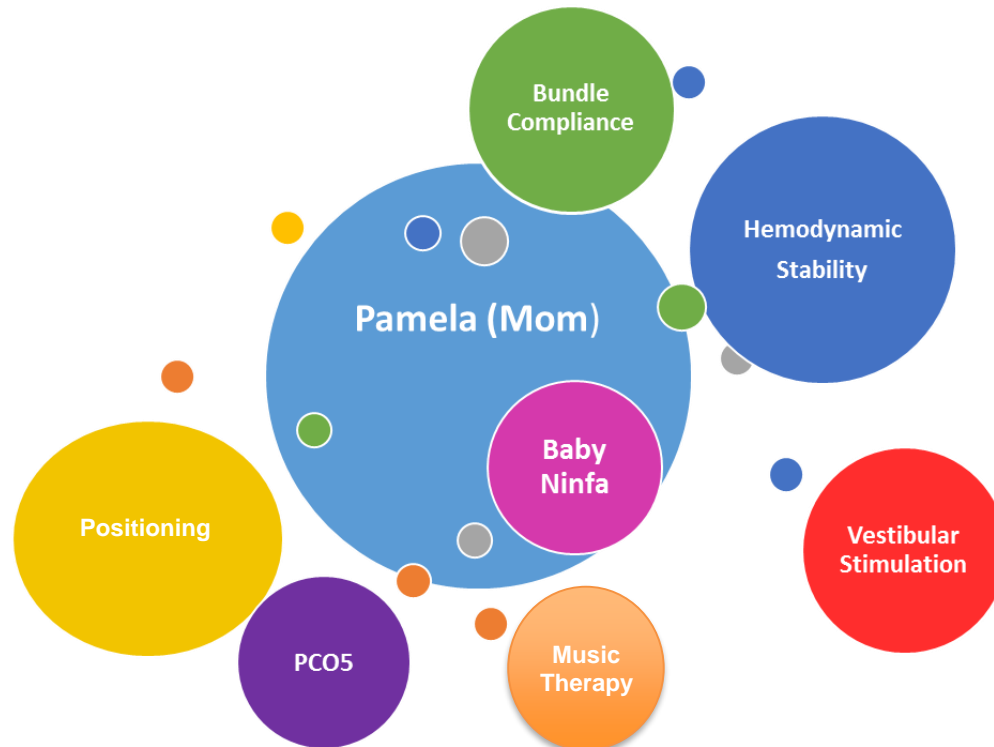 Bundle
Compliance
Hemodynamic
Stability
Pamela (Mom)
Baby
Ninfa
Positioning
Vestibular
Stimulation
PCO5
Music
Therapy